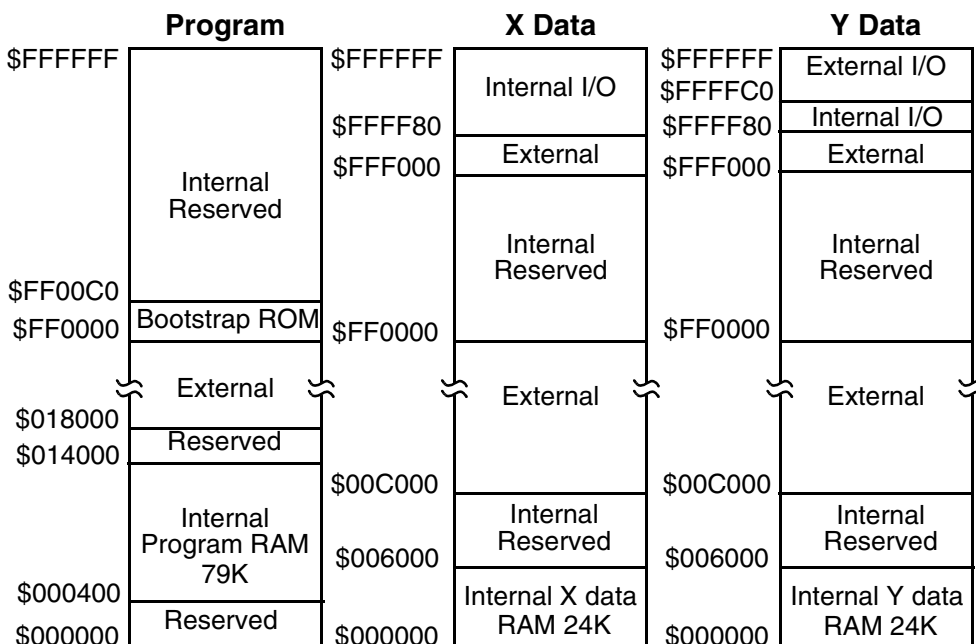 Program
$FFFFFF
Internal
Reserved
$FF00C0
Bootstrap ROM
$FF0000
External
$018000
Reserved
$014000
Internal
Program RAM
79K
$000400
Reserved
$000000
X Data
$FFFFFF
Internal I/O
$FFFF80
External
$FFF000
Internal
Reserved
$FF0000
External
$00C000
Internal
Reserved
$006000
Internal X data
RAM 24K
$000000
Y Data
$FFFFFF
External I/O
$FFFFC0
Internal I/O
$FFFF80
External
$FFF000
Internal
Reserved
$FF0000
External
$00C000
Internal
Reserved
$006000
Internal Y data
RAM 24K
$000000